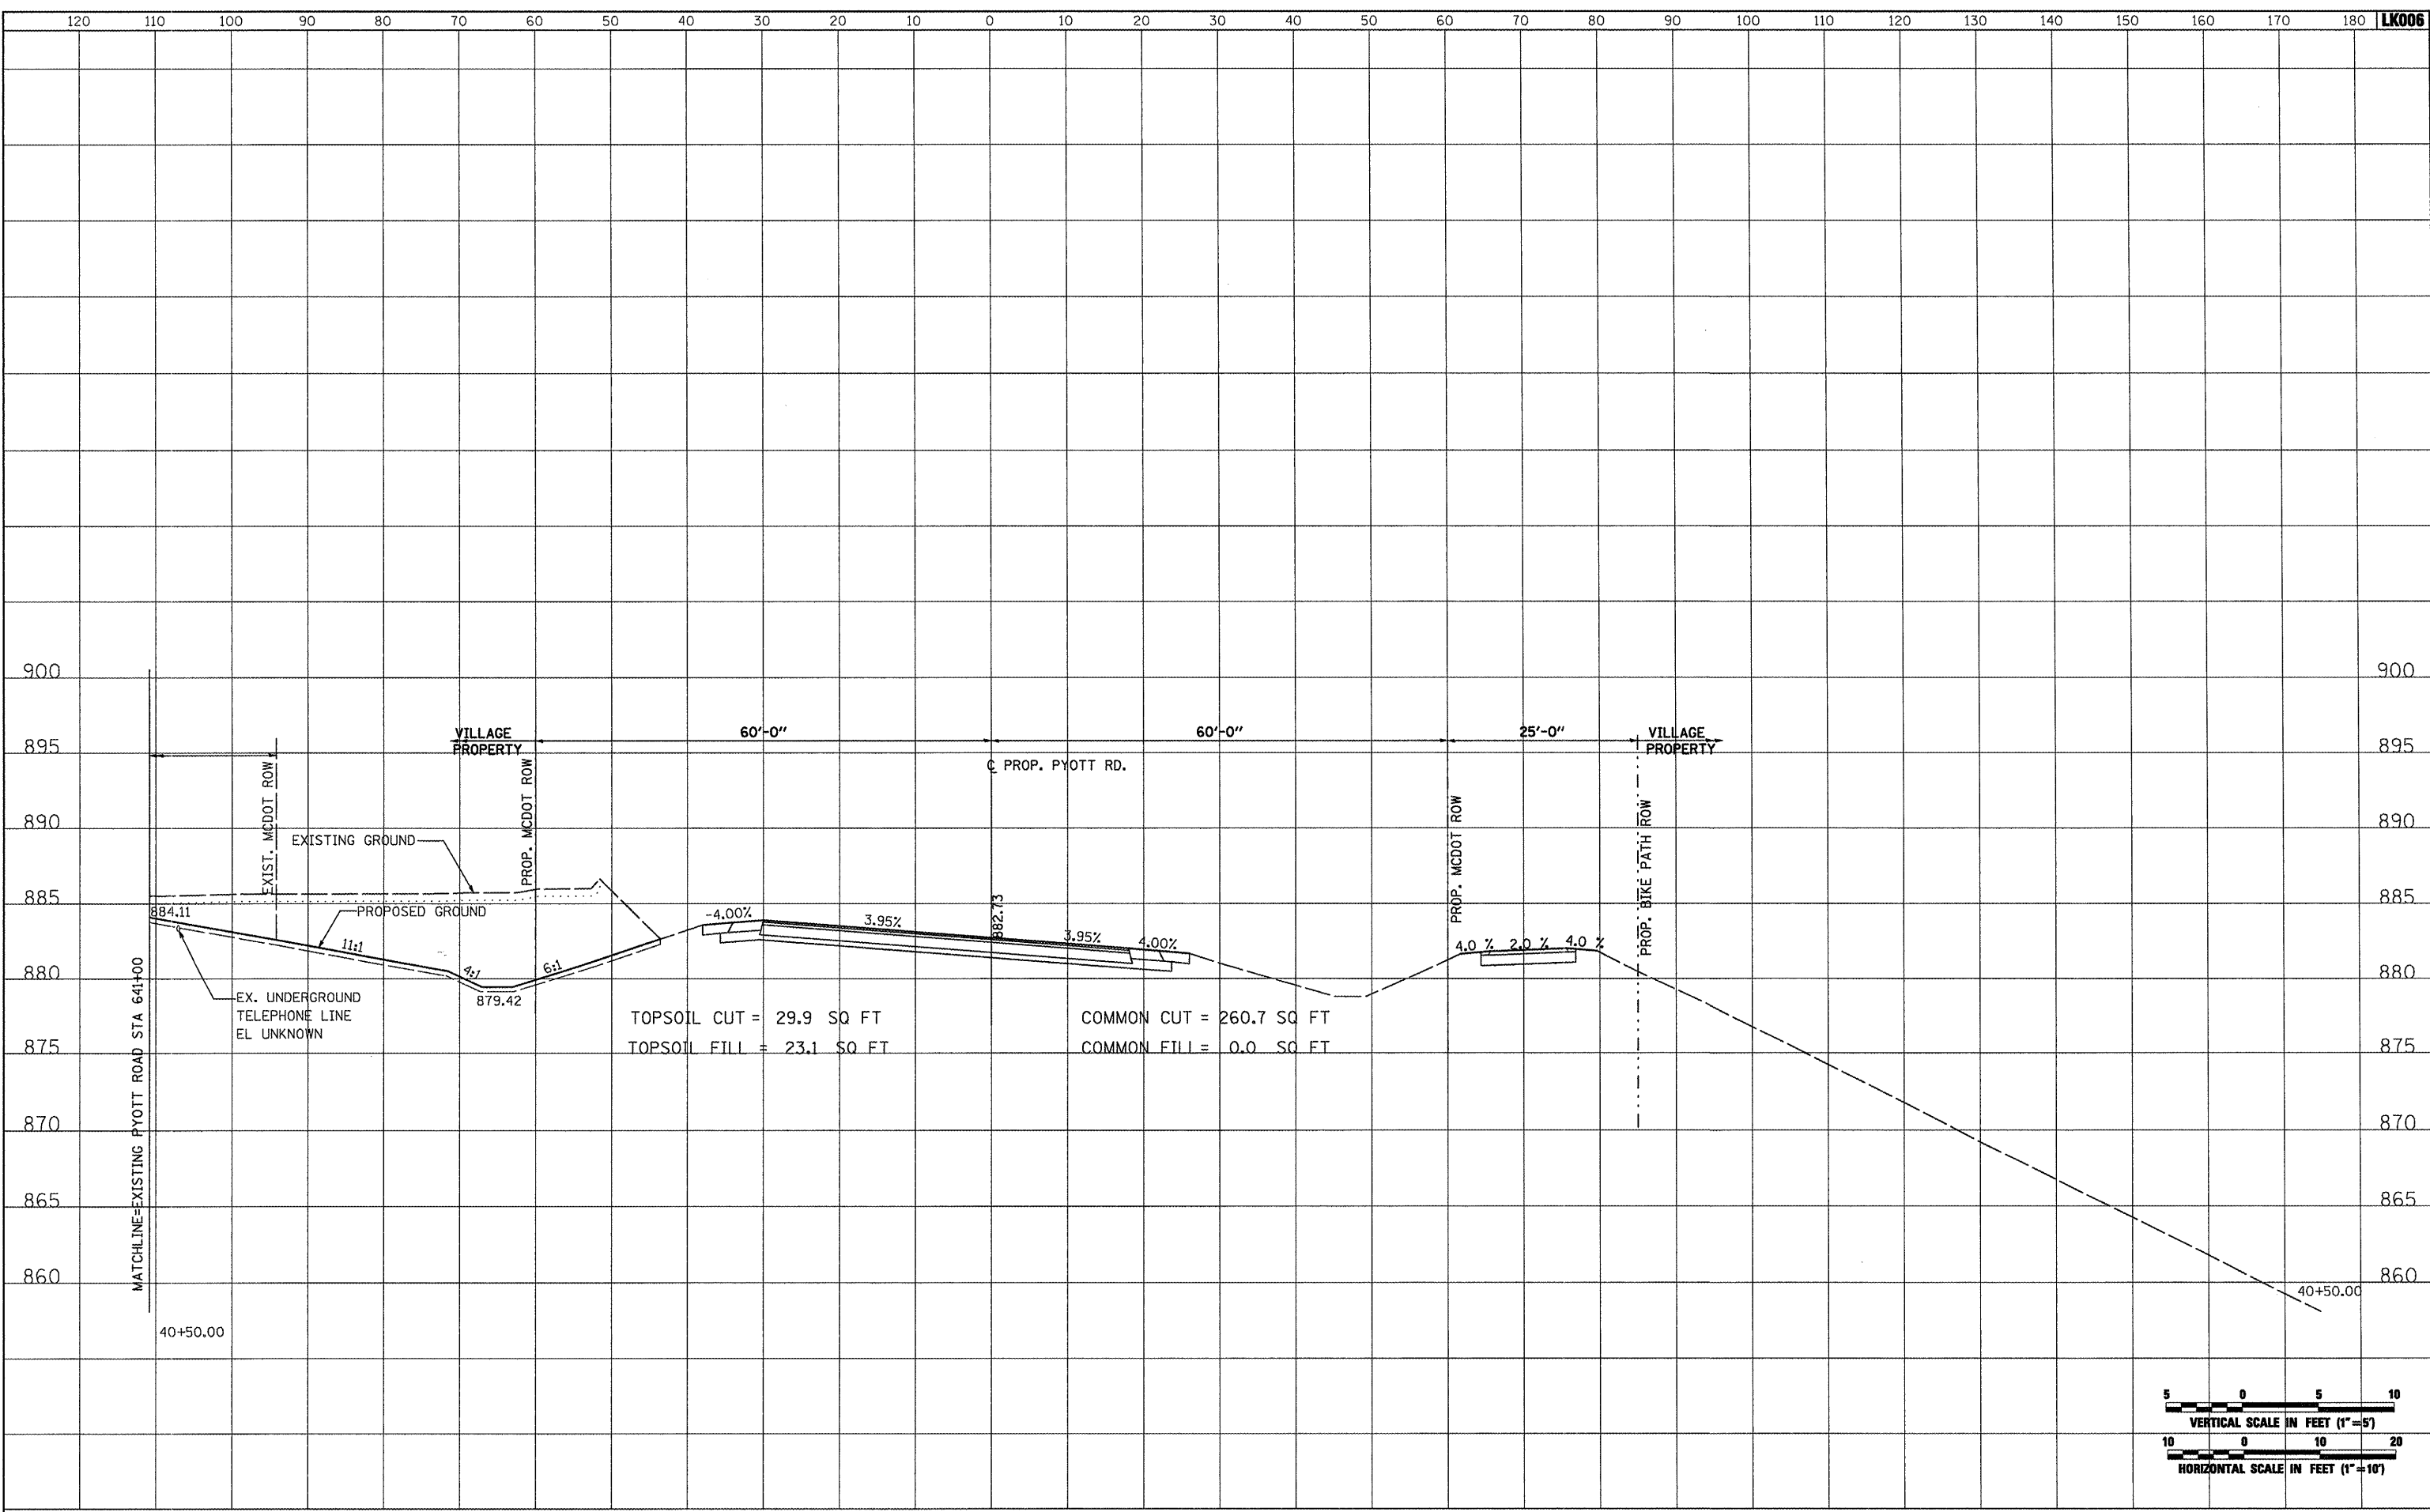 120 110 100 90 80 70 60 50 40 30 20 10 0 10 20 30 40 50 60 70 80 90 100 110 120 130 140 150 160 170 180 LK006
900 900
VILLAGE PROPERTY
60'-0"
60'-0"
25'-0"
VILLAGE PROPERTY
895 895
℄ PROP. PYOTT RD.
EXIST. MCDOT ROW
PROP. MCDOT ROW
PROP. MCDOT ROW
PROP. BIKE PATH ROW
890 890
EXISTING GROUND
885 885
884.11
PROPOSED GROUND
11:1
4:1
6:1
-4.00%
3.95%
882.73
3.95%
4.00%
4.0 %
2.0 %
4.0 %
880 880
879.42
EX. UNDERGROUND
TELEPHONE LINE
EL UNKNOWN
TOPSOIL CUT = 29.9 SQ FT
COMMON CUT = 260.7 SQ FT
TOPSOIL FILL = 23.1 SQ FT
COMMON FILL = 0.0 SQ FT
875 875
870 870
865 865
860 860
MATCHLINE=EXISTING PYOTT ROAD STA 641+00
40+50.00
40+50.00
5 0 5 10
VERTICAL SCALE IN FEET (1"=5')
10 0 10 20
HORIZONTAL SCALE IN FEET (1"=10')